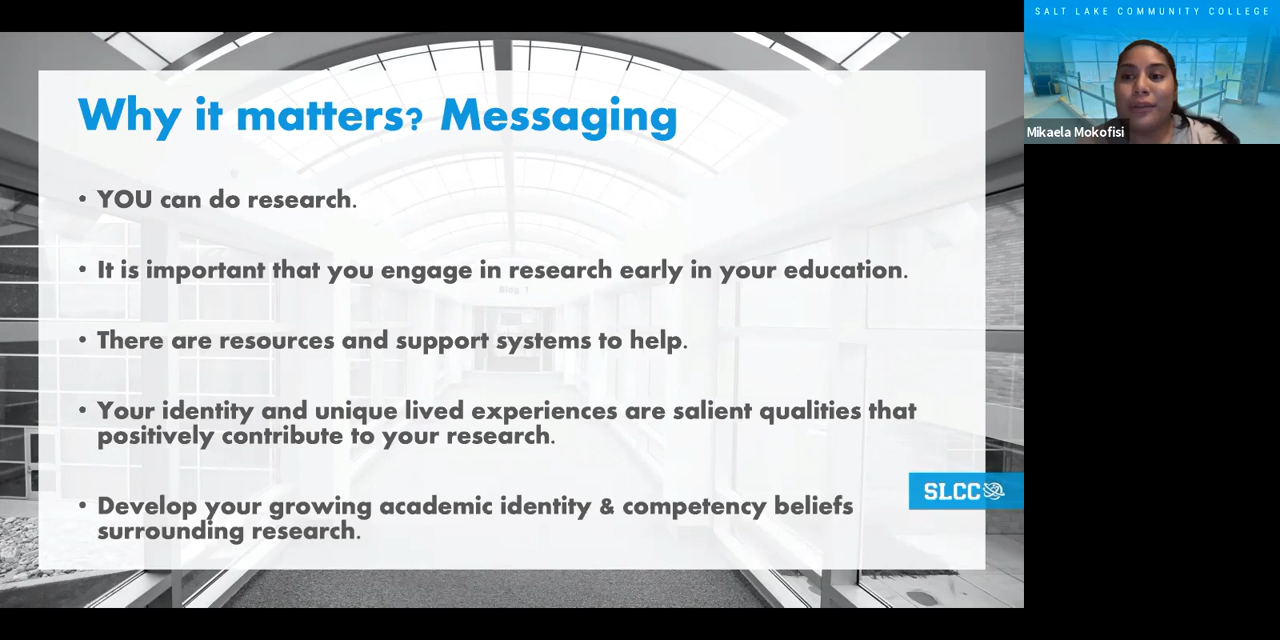 SALT LAKE COMMUNITY COLLEGE
Mikaela Mokofisi
Why it matters? Messaging
• YOU can do research.
• It is important that you engage in research early in your education.
Bldg 1
• There are resources and support systems to help.
• Your identity and unique lived experiences are salient qualities that
positively contribute to your research.
SLCC
• Develop your growing academic identity & competency beliefs
surrounding research.